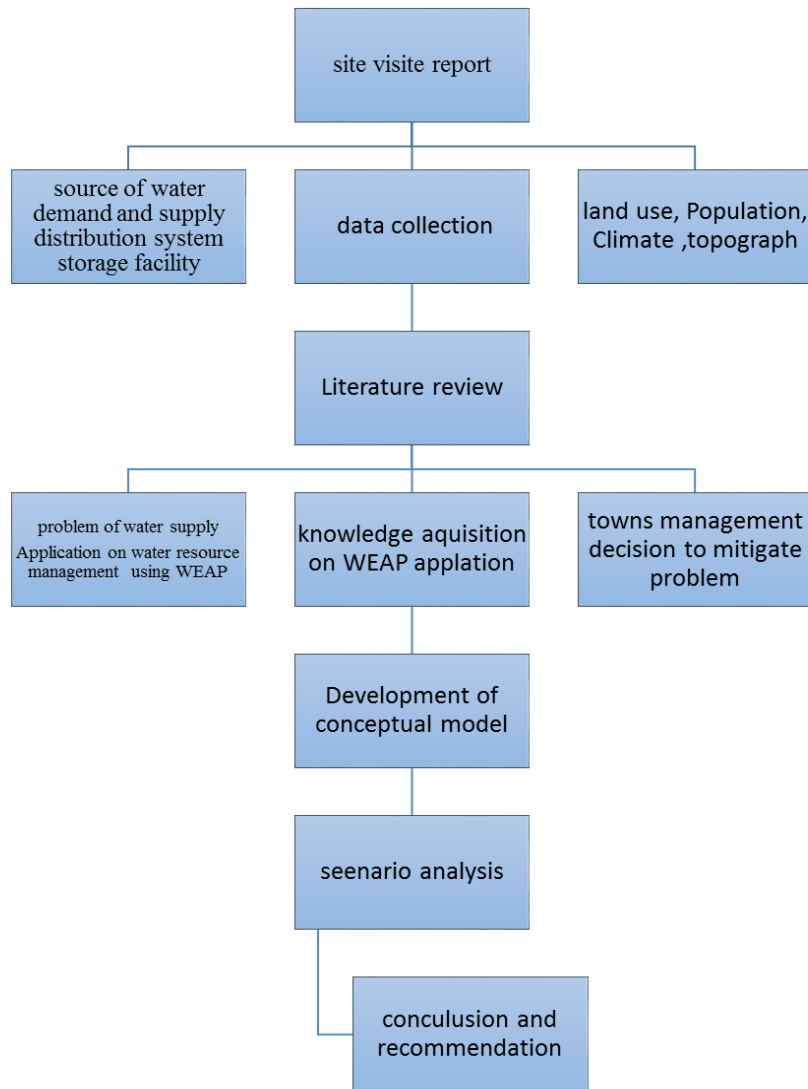 site visite report
source of water
demand and supply
distribution system
storage facility
data collection
land use, Population,
Climate ,topograph
Literature review
problem of water supply
Application on water resource
management using WEAP
knowledge aquisition
on WEAP applation
towns management
decision to mitigate
problem
Development of
conceptual model
seenario analysis
conculusion and
recommendation